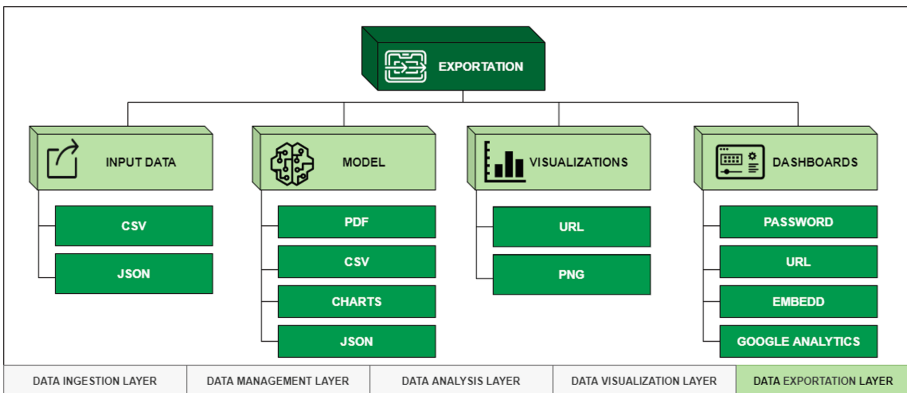 EXPORTATION
INPUT DATA
CSV
JSON
MODEL
PDF
CSV
CHARTS
JSON
VISUALIZATIONS
URL
PNG
DASHBOARDS
PASSWORD
URL
EMBEDD
GOOGLE ANALYTICS
DATA INGESTION LAYER
DATA MANAGEMENT LAYER
DATA ANALYSIS LAYER
DATA VISUALIZATION LAYER
DATA EXPORTATION LAYER